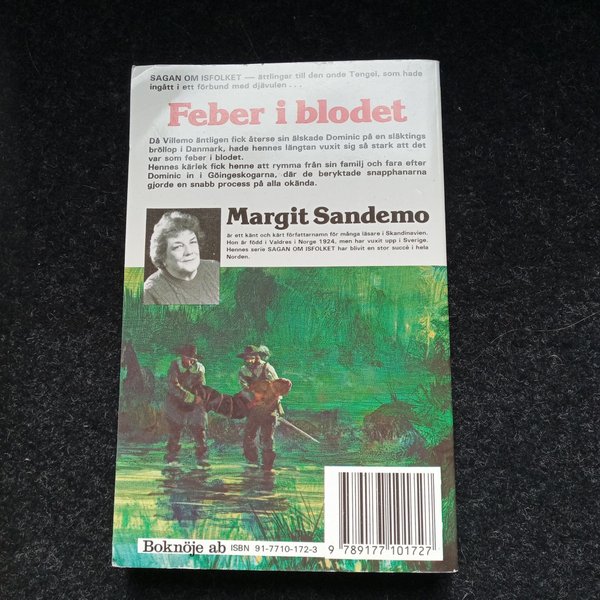 SAGAN OM ISFOLKET — ättlingar till den onde Tengel, som hade
ingått i ett förbund med djävulen . . .
Feber i blodet
Då Villemo äntligen fick återse sin älskade Dominic på en släktings
bröllop i Danmark, hade hennes längtan vuxit sig så stark att det
var som feber i blodet.
Hennes kärlek fick henne att rymma från sin familj och fara efter
Dominic in i Göingeskogarna, där de beryktade snapphanarna
gjorde en snabb process på alla okända.
Margit Sandemo
är ett känt och kärt författarnamn för många läsare i Skandinavien.
Hon är född i Valdres i Norge 1924, men har vuxit upp i Sverige.
Hennes serie SAGAN OM ISFOLKET har blivit en stor succé i hela
Norden.
Boknöje ab ISBN 91-7710-172-3
9 789177 101727